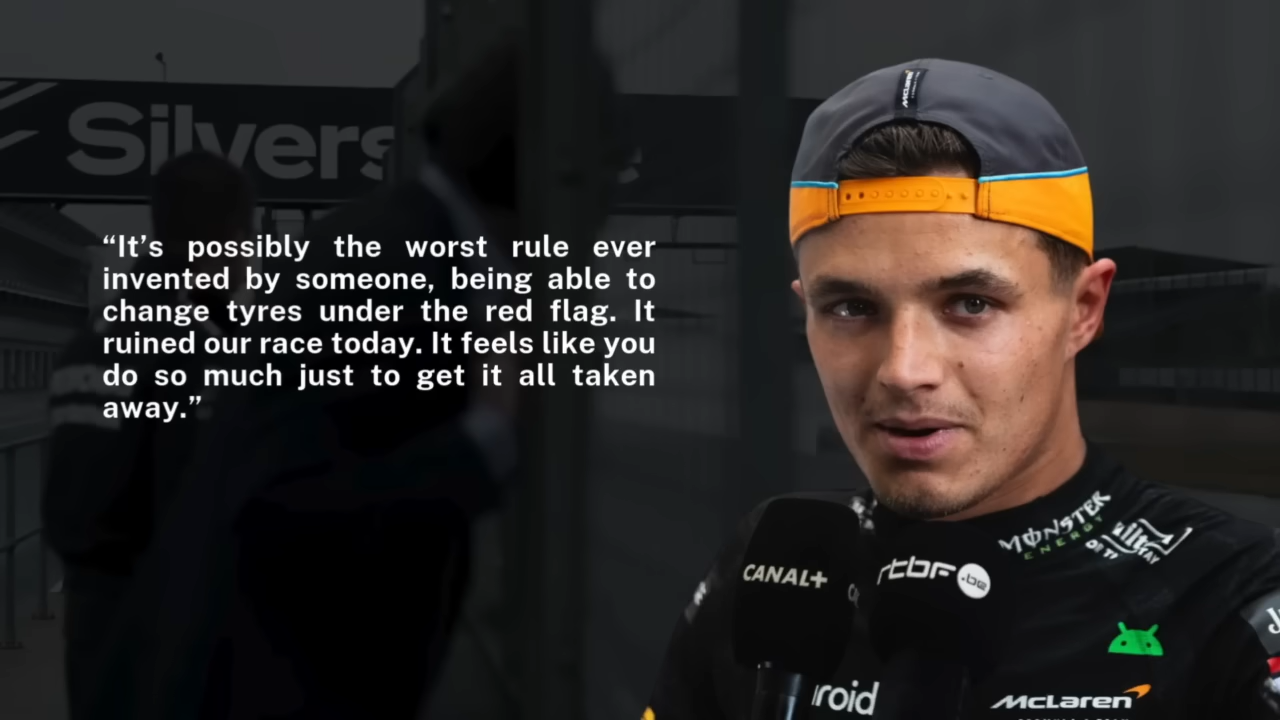 Silvers
“It’s possibly the worst rule ever
invented by someone, being able to
change tyres under the red flag. It
ruined our race today. It feels like you
do so much just to get it all taken
away.”
McLaren
MONSTER
ENERGY
CANAL+
rtbf.be
roid
McLaren